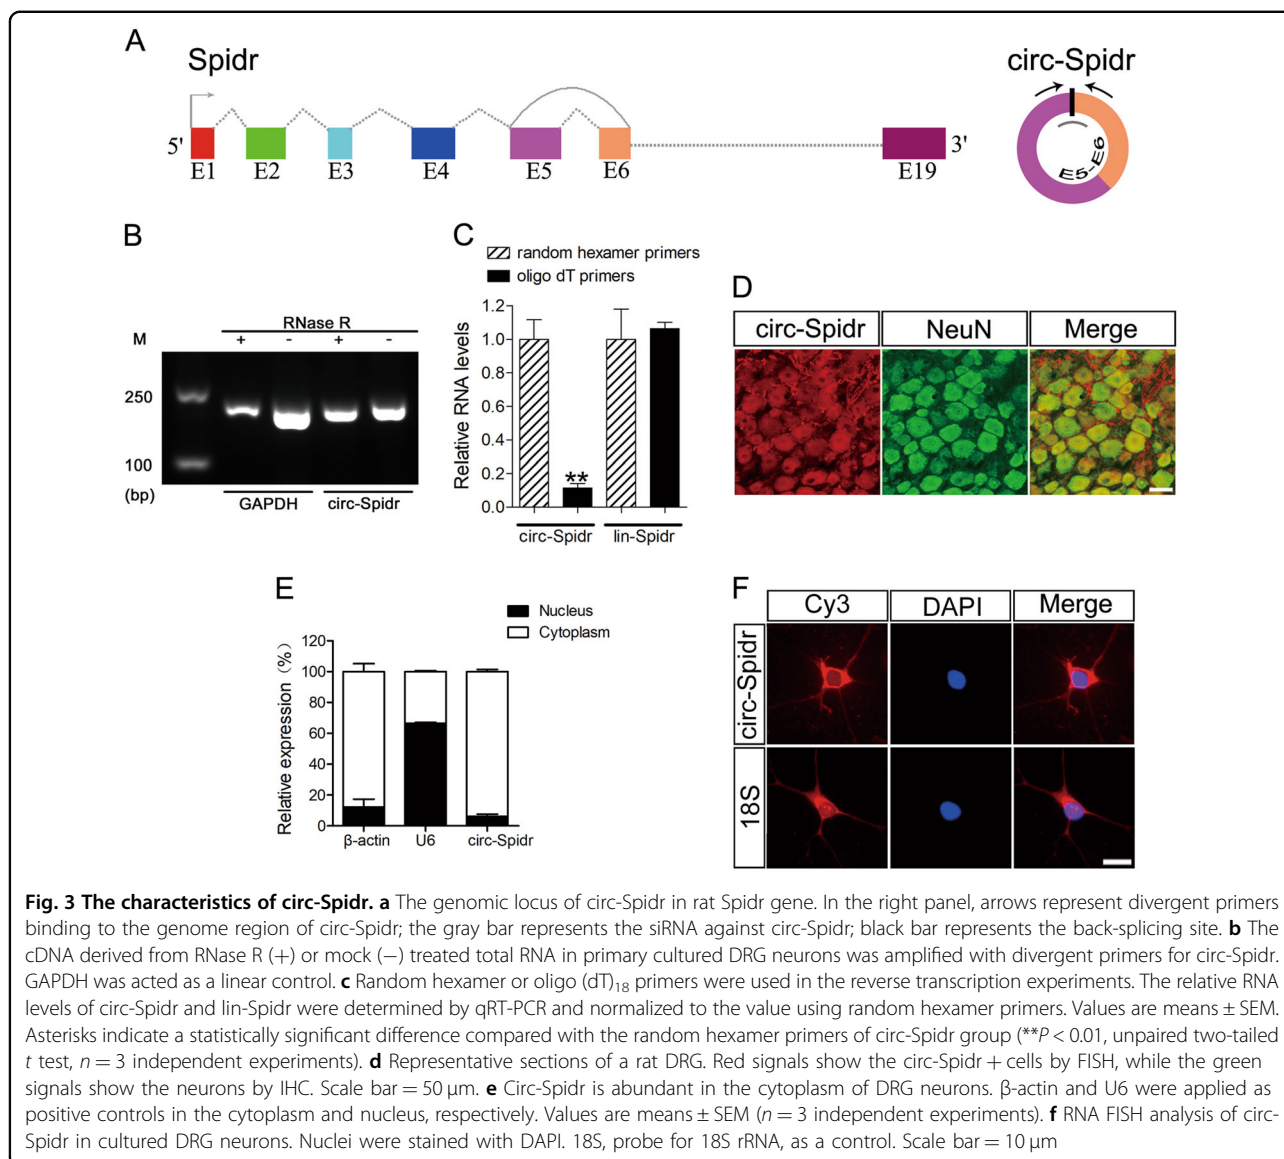 A
Spidr
circ-Spidr
5'
3'
E1
E2
E3
E4
E5
E6
E19
E5-E6
B
RNase R
M
+
-
+
-
250
100
(bp)
GAPDH
circ-Spidr
C
random hexamer primers
oligo dT primers
Relative RNA levels
1.2
1.0
0.8
0.6
0.4
0.2
0.0
**
circ-Spidr
lin-Spidr
D
circ-Spidr
NeuN
Merge
E
Nucleus
Cytoplasm
Relative expression (%)
120
100
80
60
40
20
0
β-actin
U6
circ-Spidr
F
Cy3
DAPI
Merge
circ-Spidr
18S
Fig. 3 The characteristics of circ-Spidr. a The genomic locus of circ-Spidr in rat Spidr gene. In the right panel, arrows represent divergent primers
binding to the genome region of circ-Spidr; the gray bar represents the siRNA against circ-Spidr; black bar represents the back-splicing site. b The
cDNA derived from RNase R (+) or mock (−) treated total RNA in primary cultured DRG neurons was amplified with divergent primers for circ-Spidr.
GAPDH was acted as a linear control. c Random hexamer or oligo (dT)18 primers were used in the reverse transcription experiments. The relative RNA
levels of circ-Spidr and lin-Spidr were determined by qRT-PCR and normalized to the value using random hexamer primers. Values are means ± SEM.
Asterisks indicate a statistically significant difference compared with the random hexamer primers of circ-Spidr group (**P < 0.01, unpaired two-tailed
t test, n = 3 independent experiments). d Representative sections of a rat DRG. Red signals show the circ-Spidr + cells by FISH, while the green
signals show the neurons by IHC. Scale bar = 50 μm. e Circ-Spidr is abundant in the cytoplasm of DRG neurons. β-actin and U6 were applied as
positive controls in the cytoplasm and nucleus, respectively. Values are means ± SEM (n = 3 independent experiments). f RNA FISH analysis of circ-
Spidr in cultured DRG neurons. Nuclei were stained with DAPI. 18S, probe for 18S rRNA, as a control. Scale bar = 10 μm